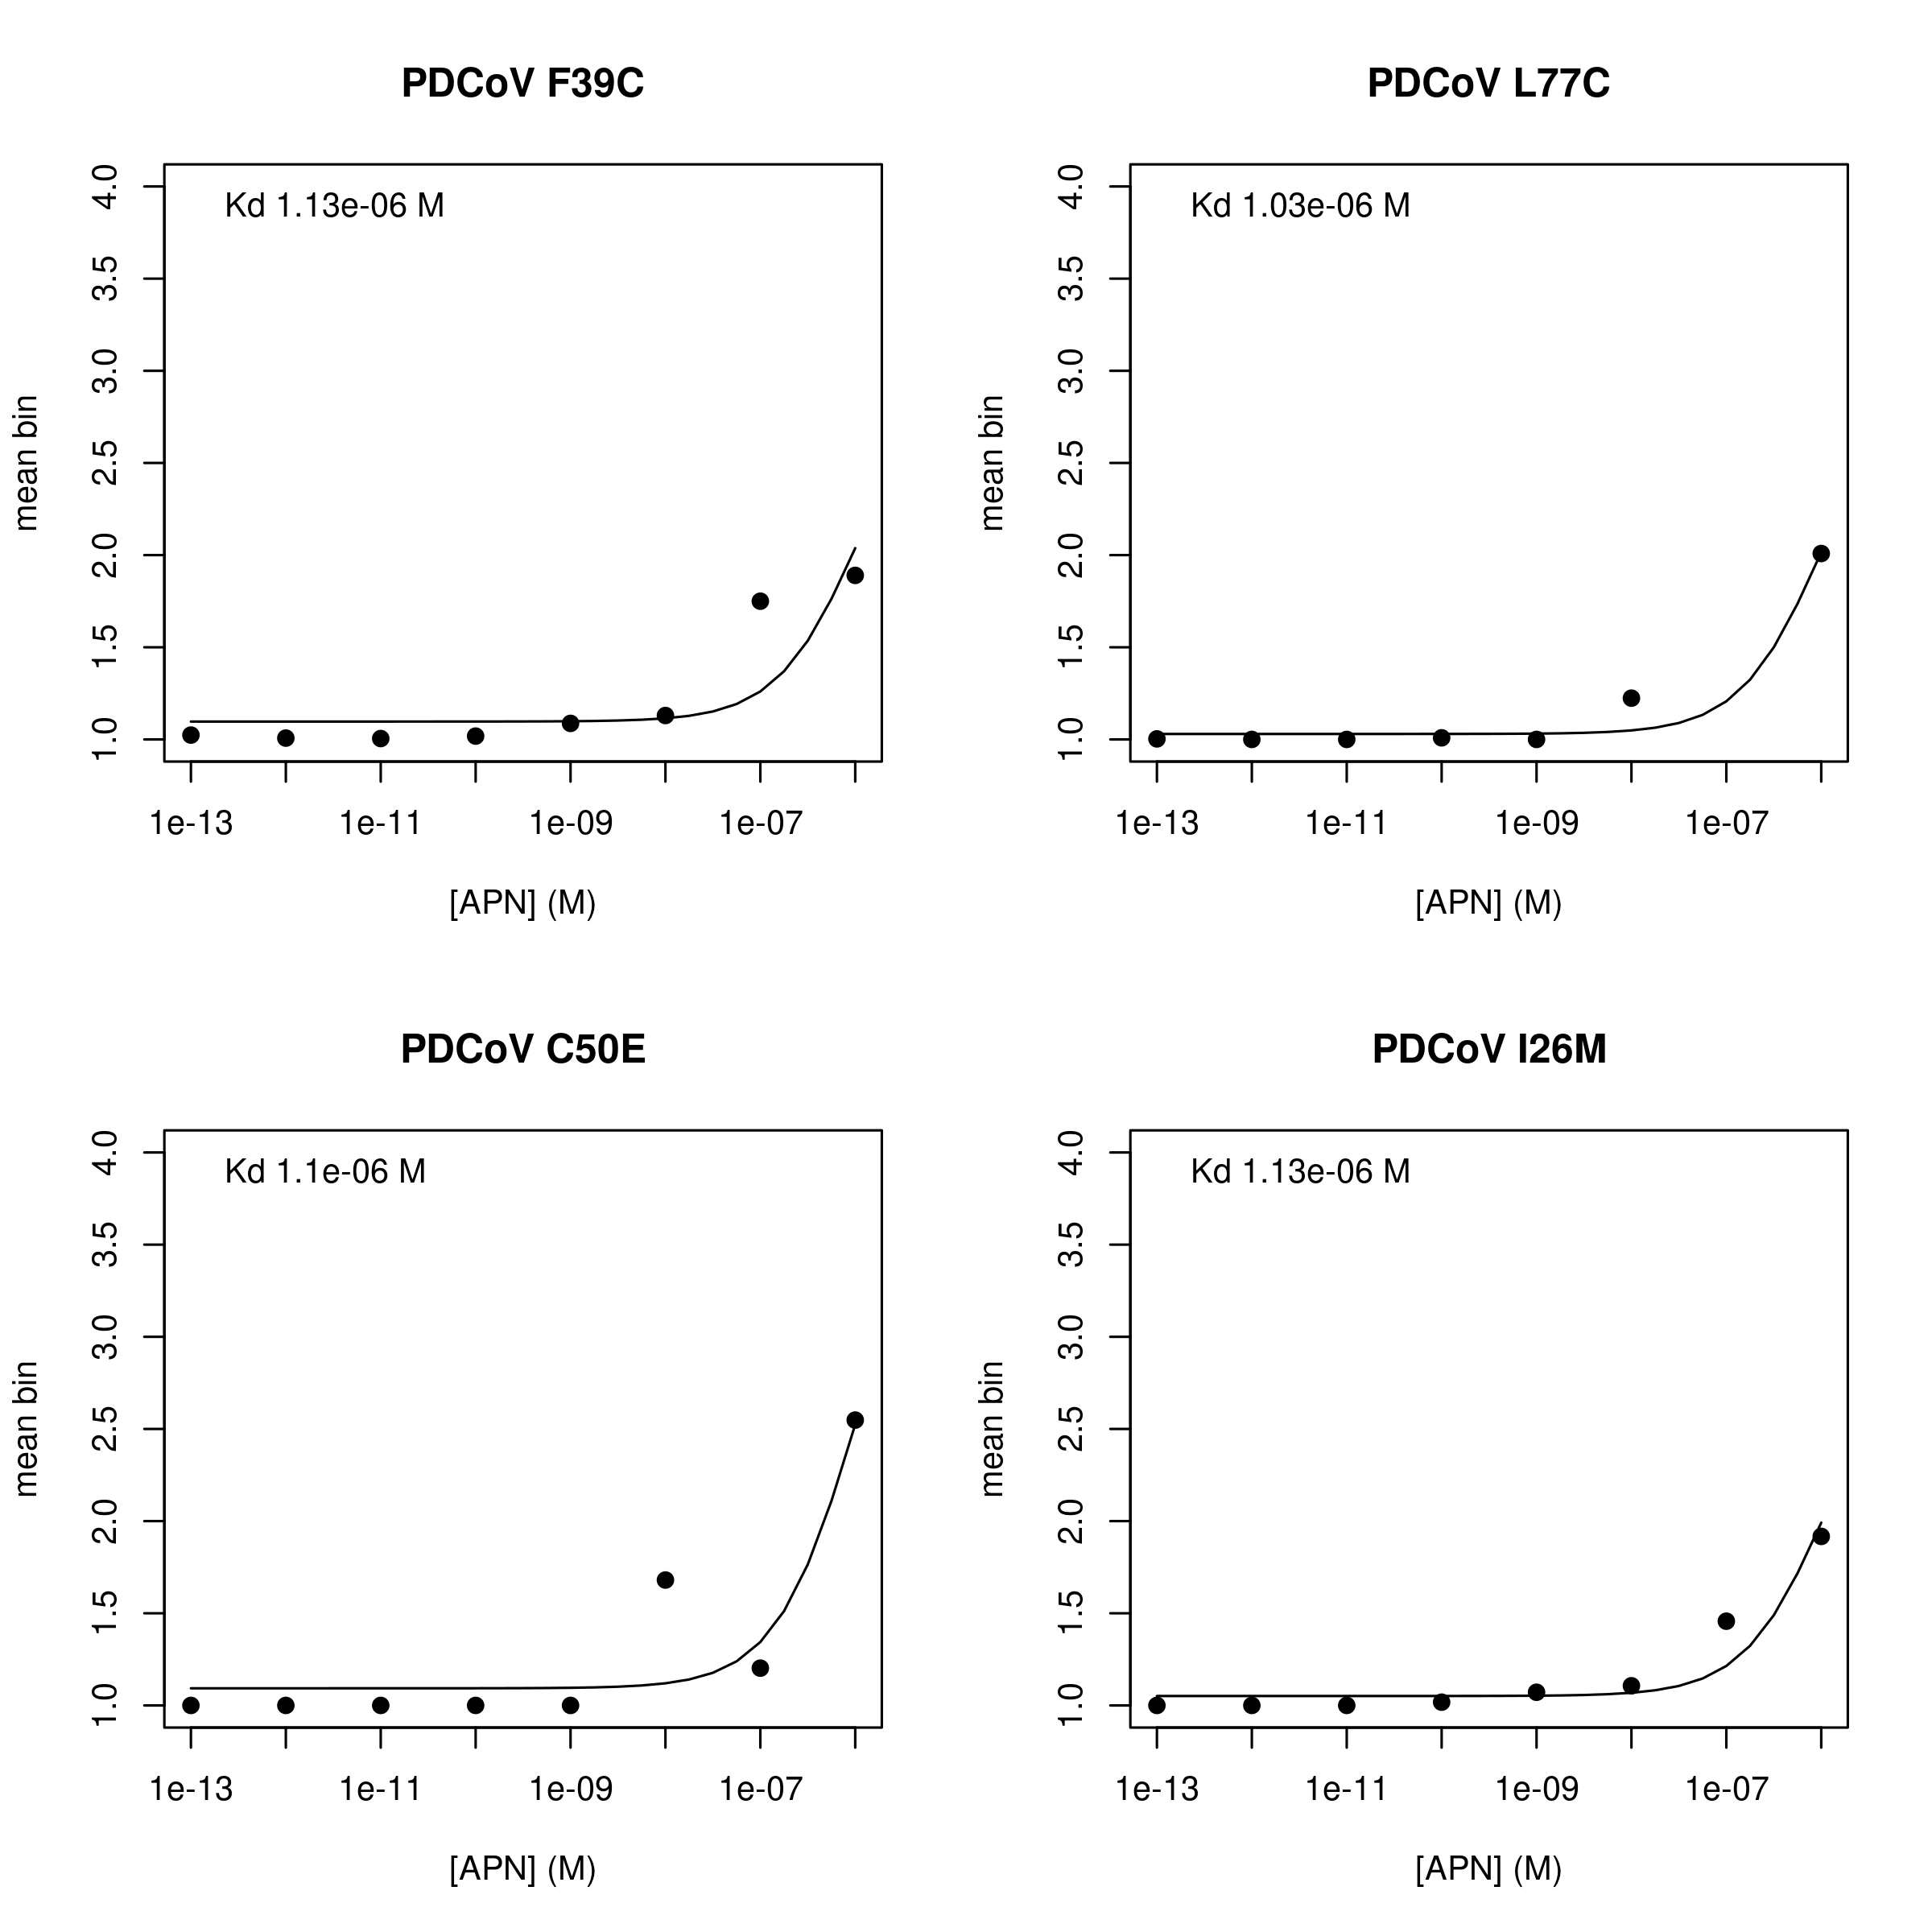 PDCoV F39C
Kd 1.13e-06 M
mean bin
4.0
3.5
3.0
2.5
2.0
1.5
1.0
1e-13 1e-11 1e-09 1e-07
[APN] (M)
PDCoV L77C
Kd 1.03e-06 M
mean bin
4.0
3.5
3.0
2.5
2.0
1.5
1.0
1e-13 1e-11 1e-09 1e-07
[APN] (M)
PDCoV C50E
Kd 1.1e-06 M
mean bin
4.0
3.5
3.0
2.5
2.0
1.5
1.0
1e-13 1e-11 1e-09 1e-07
[APN] (M)
PDCoV I26M
Kd 1.13e-06 M
mean bin
4.0
3.5
3.0
2.5
2.0
1.5
1.0
1e-13 1e-11 1e-09 1e-07
[APN] (M)